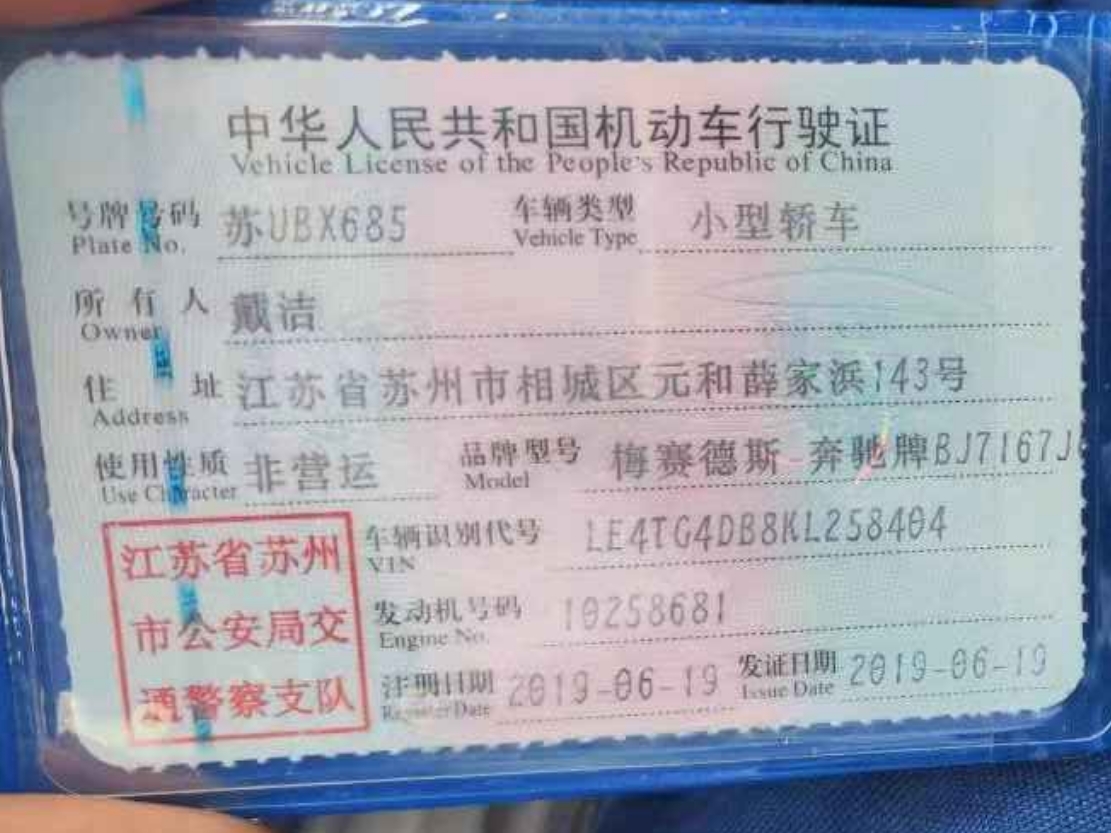 中华人民共和国机动车行驶证
Vehicle License of the People's Republic of China
号牌号码 苏UBX685 车辆类型 小型轿车
Plate No. Vehicle Type
所有人 戴洁
Owner
住址 江苏省苏州市相城区元和薛家浜143号
Address
使用性质 非营运 品牌型号 梅赛德斯-奔驰牌BJ7167J
Use Character Model
江苏省苏州
市公安局交
通警察支队
车辆识别代号 LE4TG4DB8KL258404
VIN
发动机号码 10258681
Engine No.
注册日期 2019-06-19 发证日期 2019-06-19
Register Date Issue Date